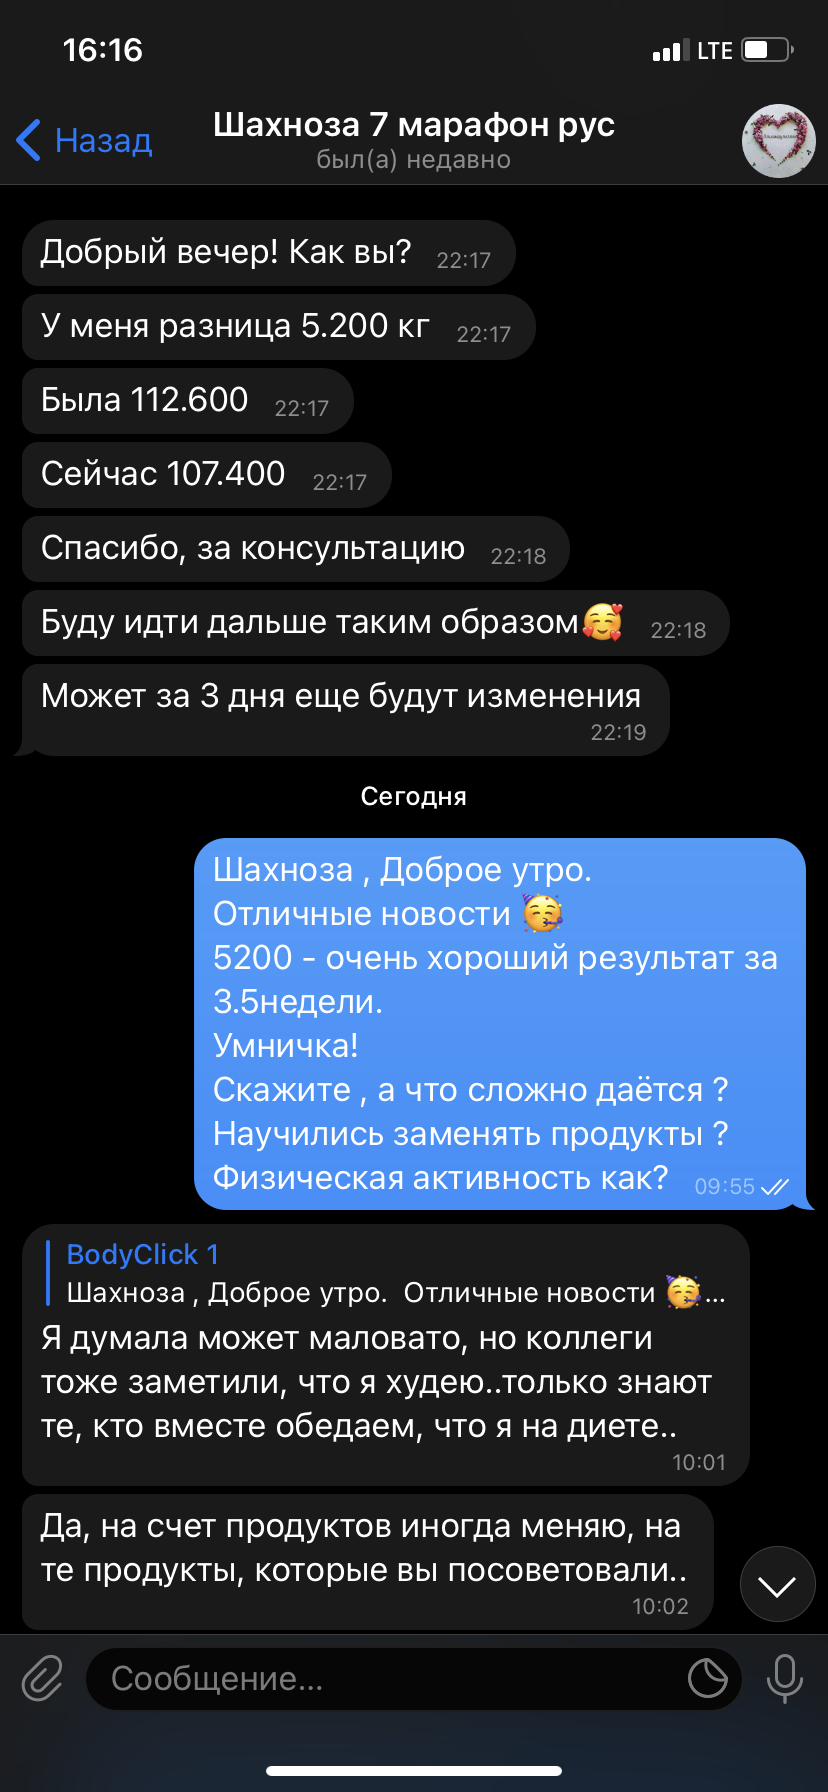 16:16
LTE
Назад
Шахноза 7 марафон рус
был(а) недавно
Добрый вечер! Как вы? 22:17
У меня разница 5.200 кг 22:17
Была 112.600 22:17
Сейчас 107.400 22:17
Спасибо, за консультацию 22:18
Буду идти дальше таким образом🥰 22:18
Может за 3 дня еще будут изменения
22:19
Сегодня
Шахноза , Доброе утро.
Отличные новости 🥳
5200 - очень хороший результат за
3.5недели.
Умничка!
Скажите , а что сложно даётся ?
Научились заменять продукты ?
Физическая активность как? 09:55
BodyClick 1
Шахноза , Доброе утро. Отличные новости 🥳...
Я думала может маловато, но коллеги
тоже заметили, что я худею..только знают
те, кто вместе обедаем, что я на диете..
10:01
Да, на счет продуктов иногда меняю, на
те продукты, которые вы посоветовали..
10:02
Сообщение...